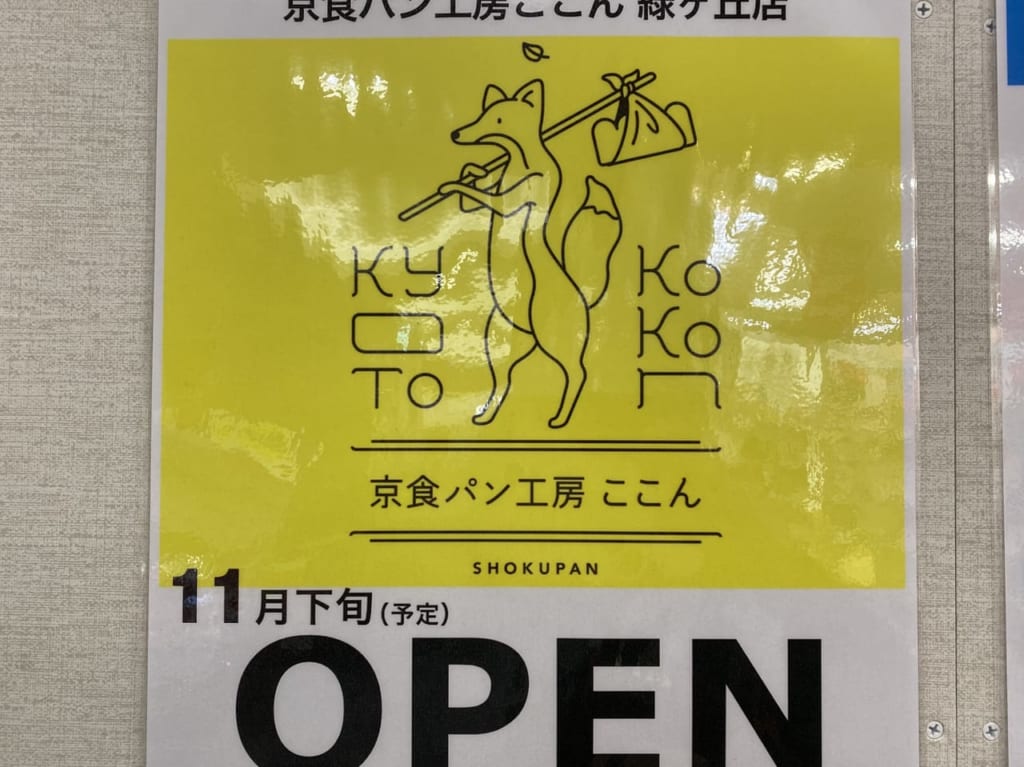 京食パン工房ここん 緑ヶ丘店
KYOTO
KOKON
京食パン工房 ここん
SHOKUPAN
11月下旬(予定)
OPEN